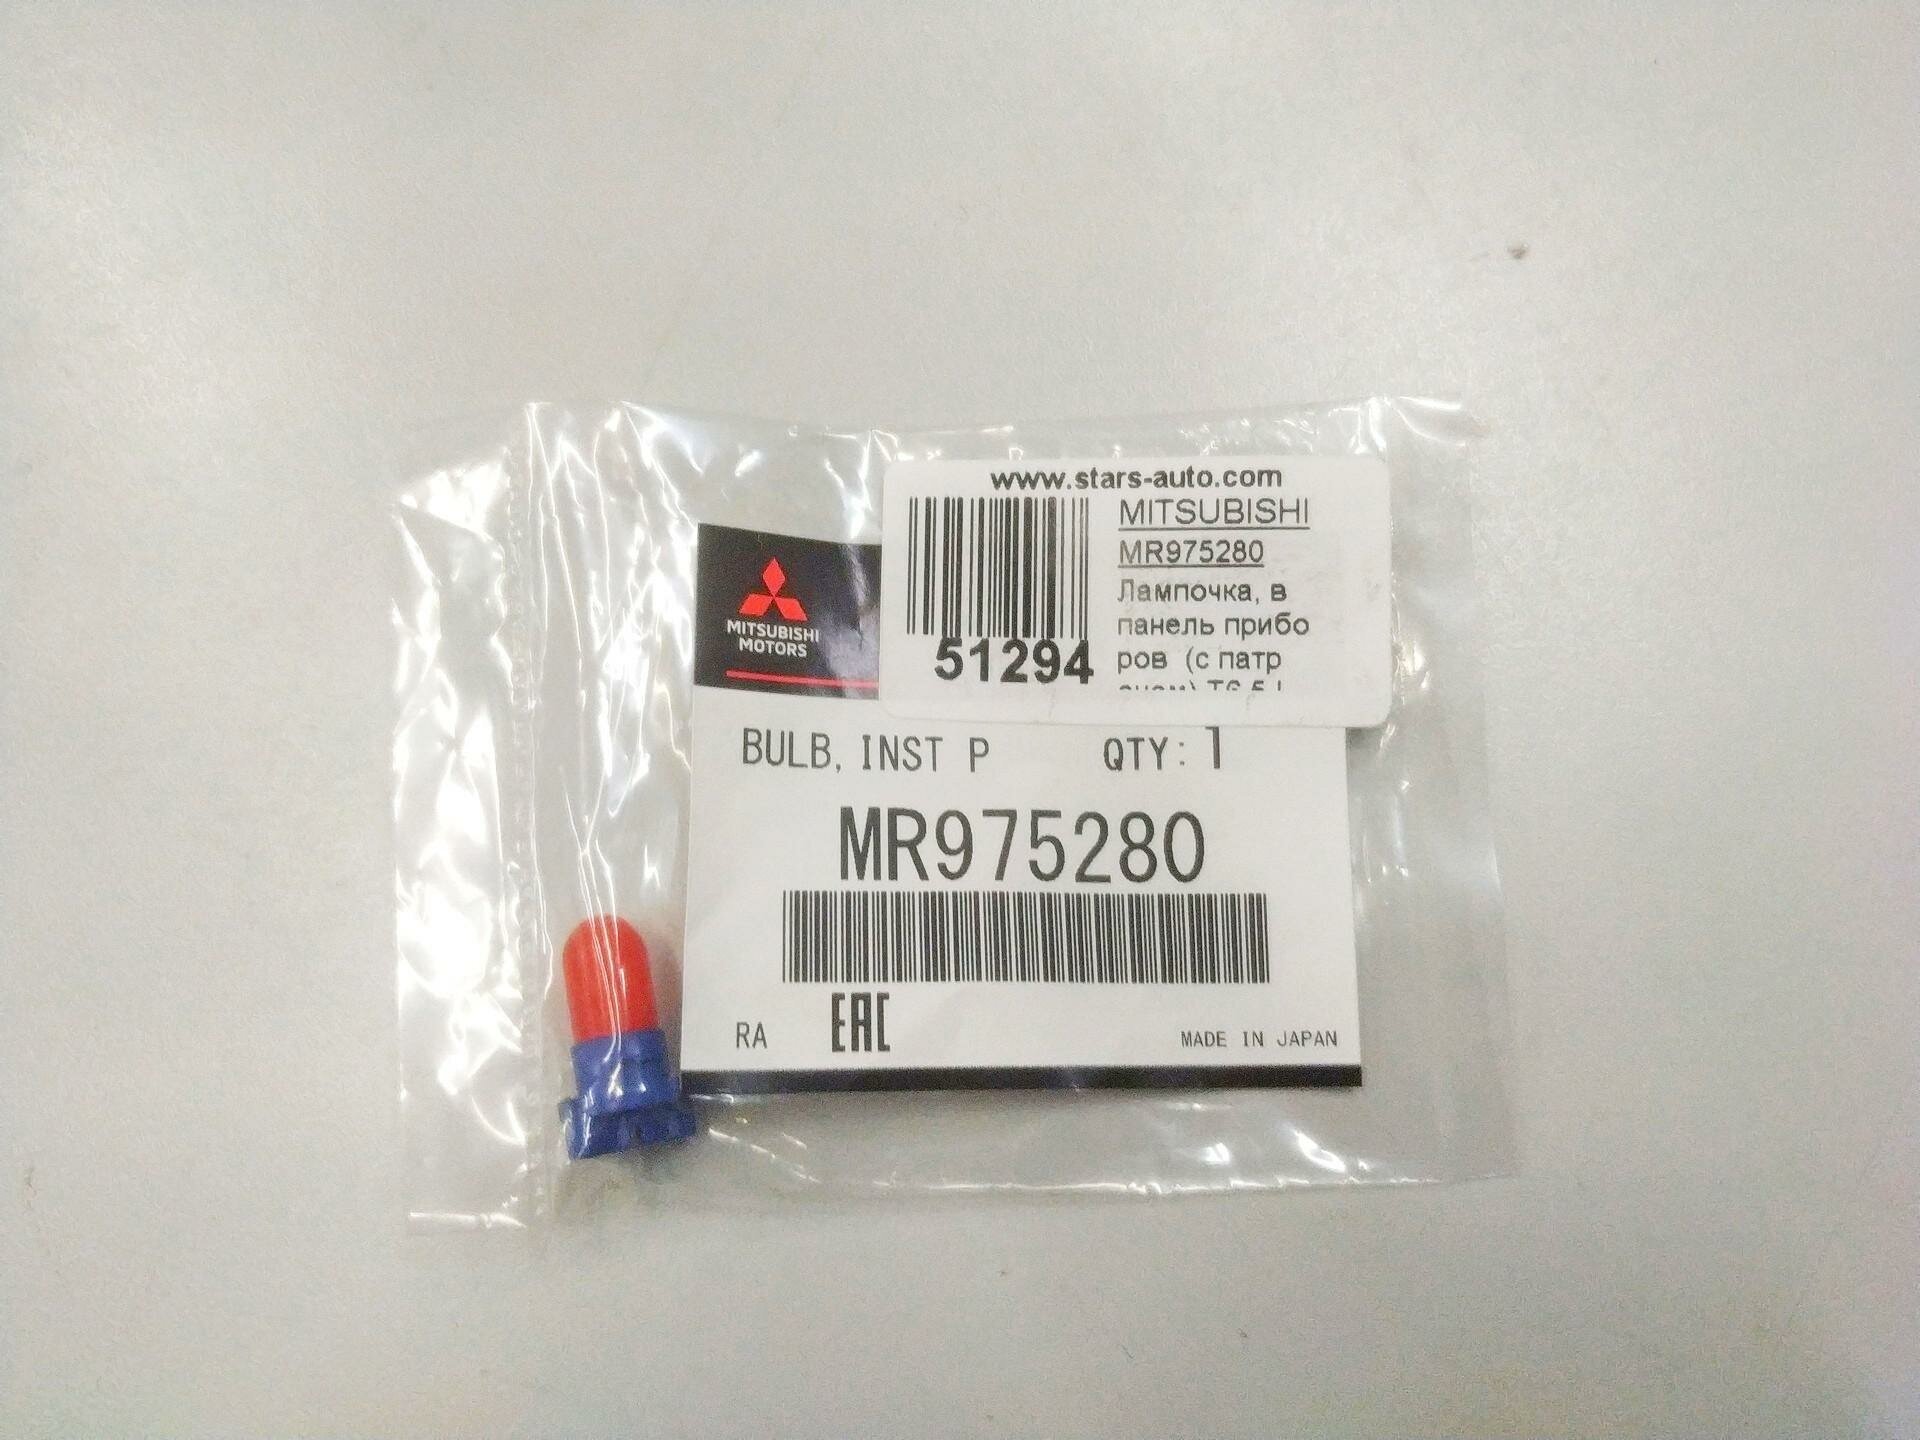 www.stars-auto.com
MITSUBISHI
MR975280
Лампочка, в
панель прибо
ров (с патр
51294
MITSUBISHI
MOTORS
BULB, INST P QTY: 1
MR975280
RA EAC MADE IN JAPAN